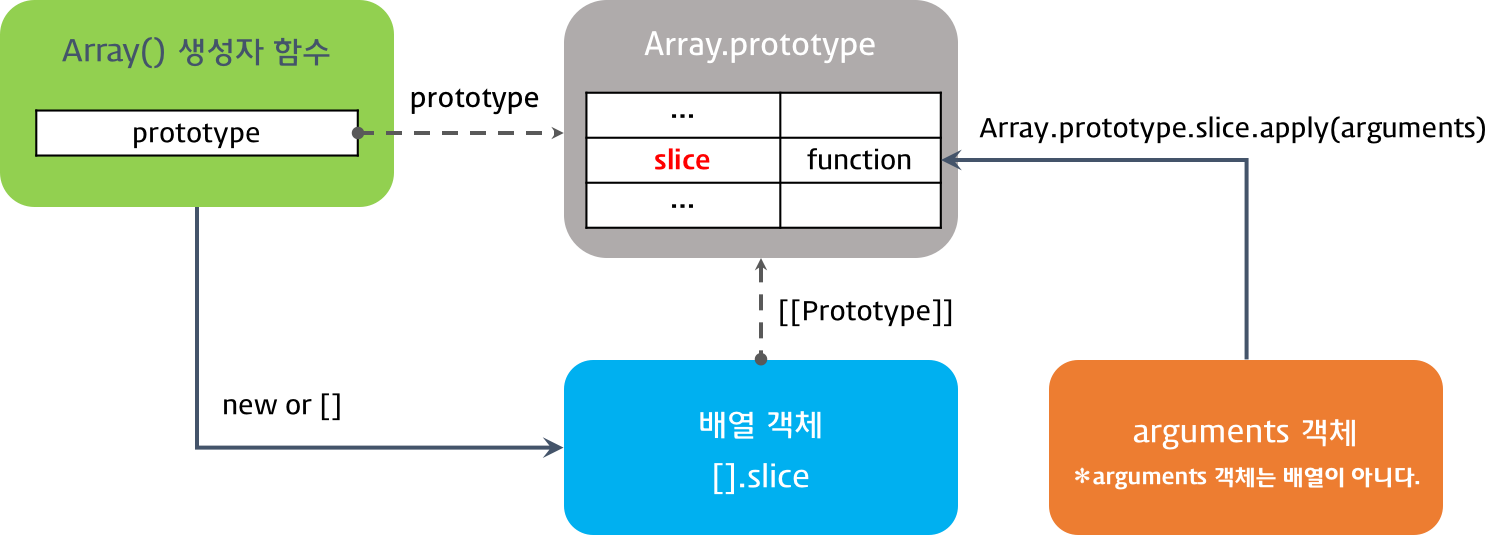 Array() 생성자 함수
prototype
prototype
Array.prototype
...
slice function
...
Array.prototype.slice.apply(arguments)
[[Prototype]]
new or []
배열 객체
[].slice
arguments 객체
*arguments 객체는 배열이 아니다.